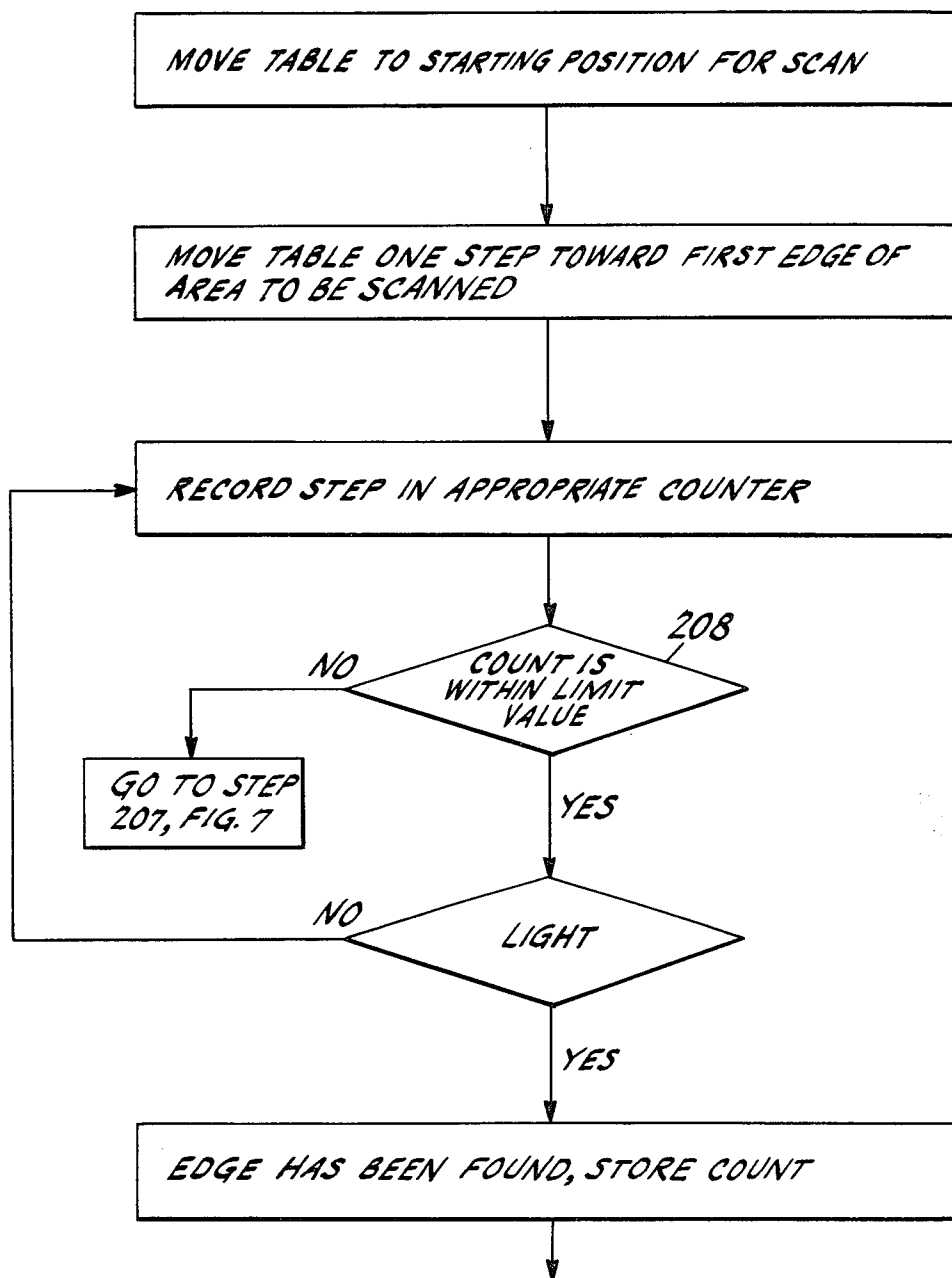 MOVE TABLE TO STARTING POSITION FOR SCAN
MOVE TABLE ONE STEP TOWARD FIRST EDGE OF
AREA TO BE SCANNED
RECORD STEP IN APPROPRIATE COUNTER
208
NO
COUNT IS
WITHIN LIMIT
VALUE
GO TO STEP
207, FIG. 7
YES
NO
LIGHT
YES
EDGE HAS BEEN FOUND, STORE COUNT